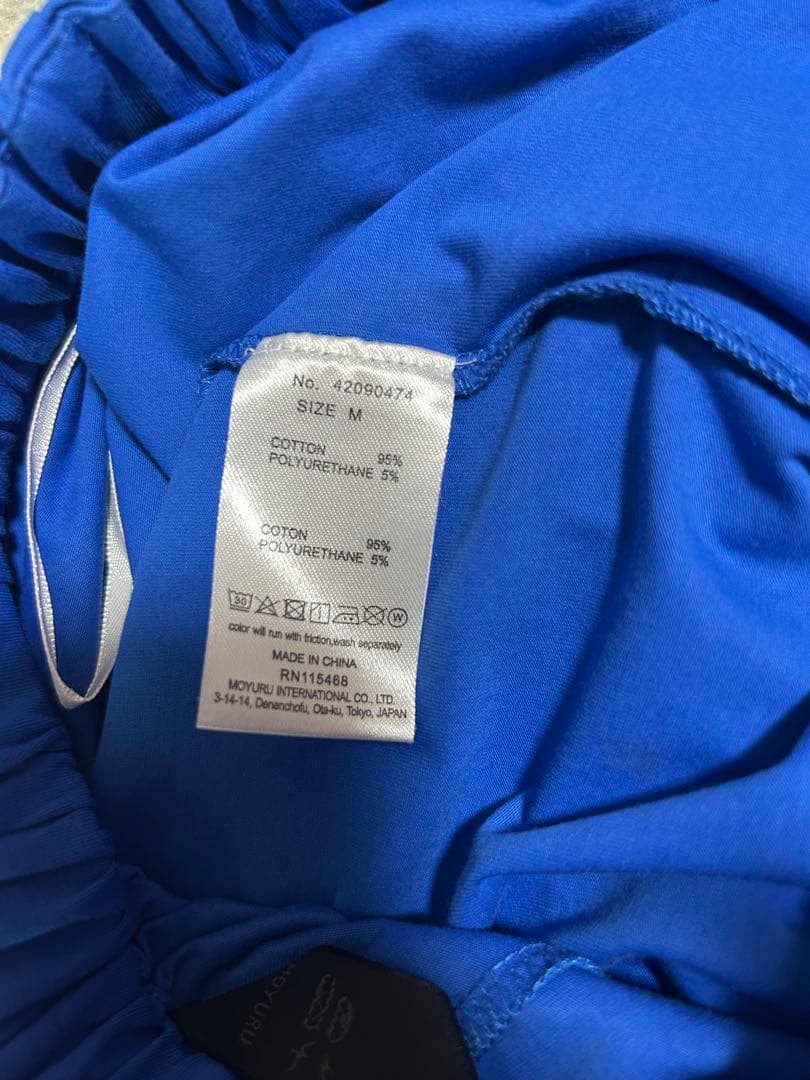 No. 42090474
SIZE M
COTTON 95%
POLYURETHANE 5%
COTON 95%
POLYURETHANE 5%
30 W
color will run with friction,wash separately
MADE IN CHINA
RN115468
MOYURU INTERNATIONAL CO., LTD.
3-14-14, Denenchofu, Ota-ku, Tokyo, JAPAN
MOYURU